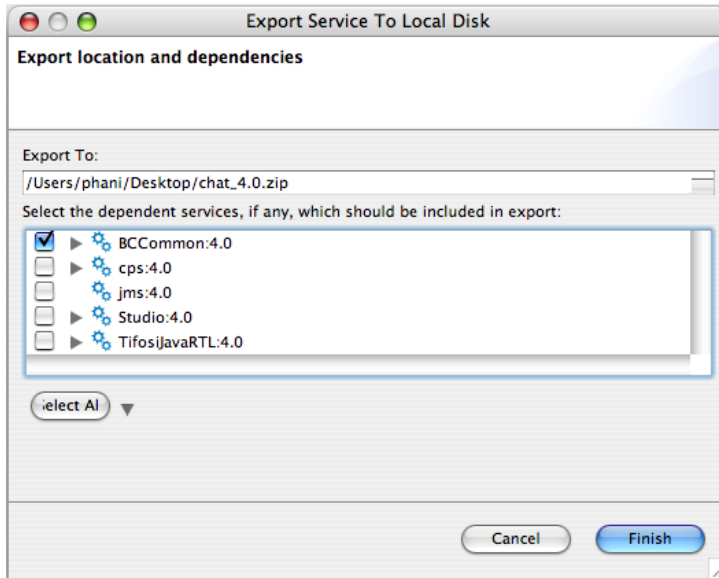 Export Service To Local Disk
Export location and dependencies
Export To:
/Users/phani/Desktop/chat_4.0.zip
Select the dependent services, if any, which should be included in export:
BCCommon:4.0
cps:4.0
jms:4.0
Studio:4.0
TifosiJavaRTL:4.0
elect Al
Cancel
Finish